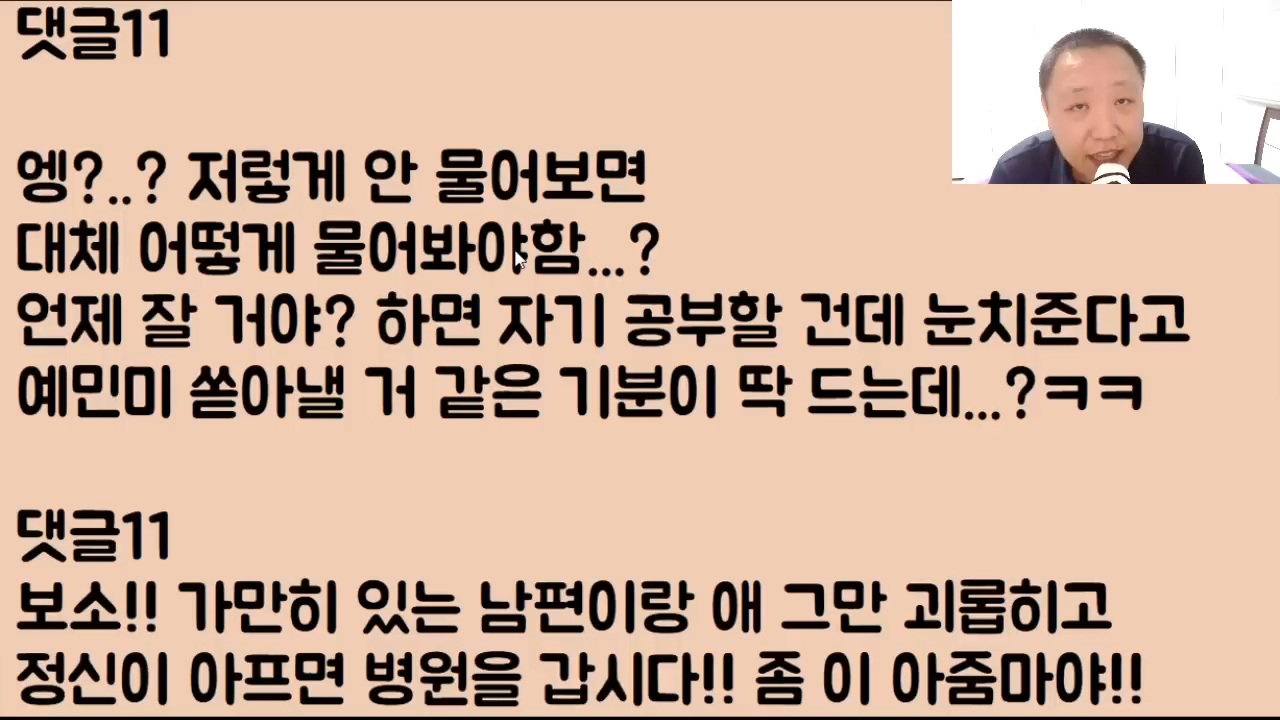 댓글11
엥?..? 저렇게 안 물어보면
대체 어떻게 물어봐야함...?
언제 잘 거야? 하면 자기 공부할 건데 눈치준다고
예민미 쏟아낼 거 같은 기분이 딱 드는데...?ㅋㅋ
댓글11
보소!! 가만히 있는 남편이랑 애 그만 괴롭히고
정신이 아프면 병원을 갑시다!! 좀 이 아줌마야!!